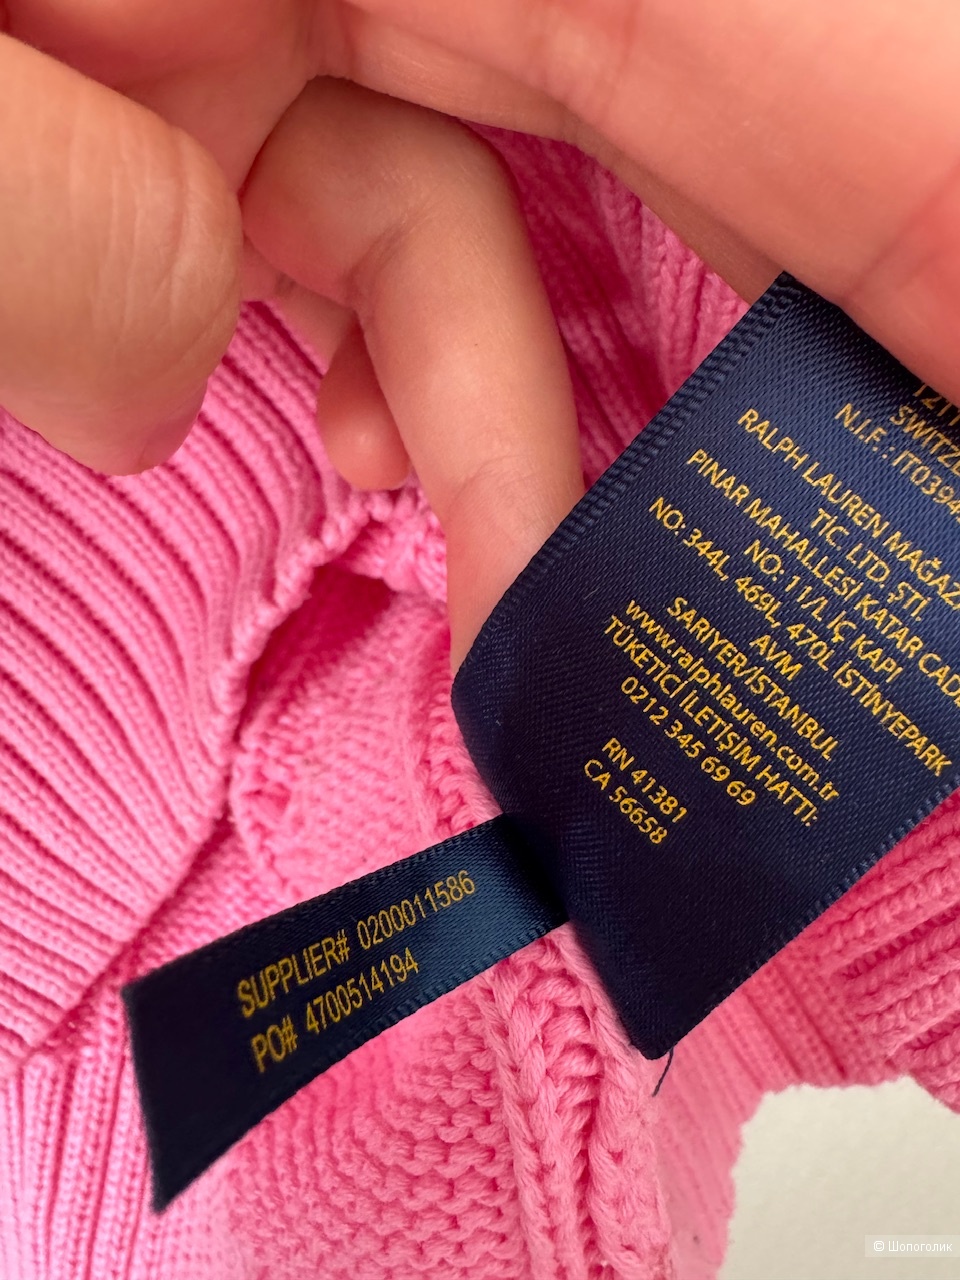 SWITZE
N.I.F. : IT0394
RALPH LAUREN MAĞAZ
TİC. LTD. ŞTİ.
PINAR MAHALLESİ KATAR CAD
NO: 11/1, İÇ KAPI
NO: 344L, 469L, 470L İSTİNYEPARK
AVM
SARIYER/İSTANBUL
www.ralphlauren.com.tr
TÜKETİCİ İLETİŞİM HATTI:
0212 345 69 69
RN 41381
CA 56658
SUPPLIER# 0200011586
PO# 4700514194
© Шопоголик